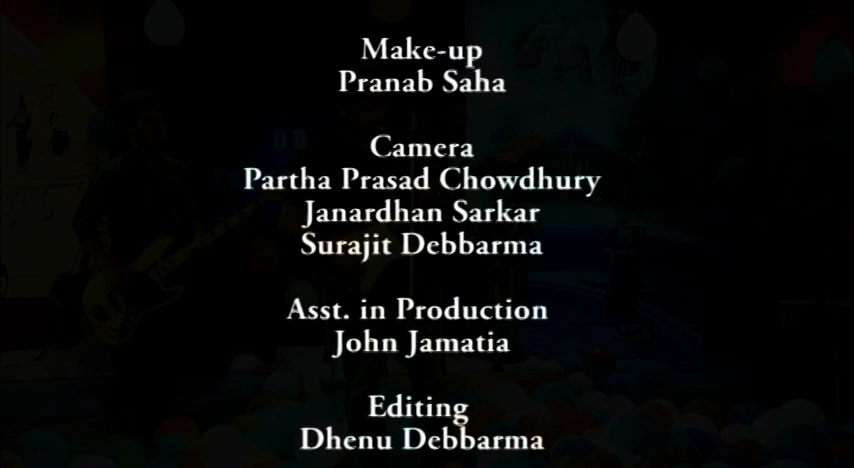 Make-up
Pranab Saha
Camera
Partha Prasad Chowdhury
Janardhan Sarkar
Surajit Debbarma
Asst. in Production
John Jamatia
Editing
Dhenu Debbarma